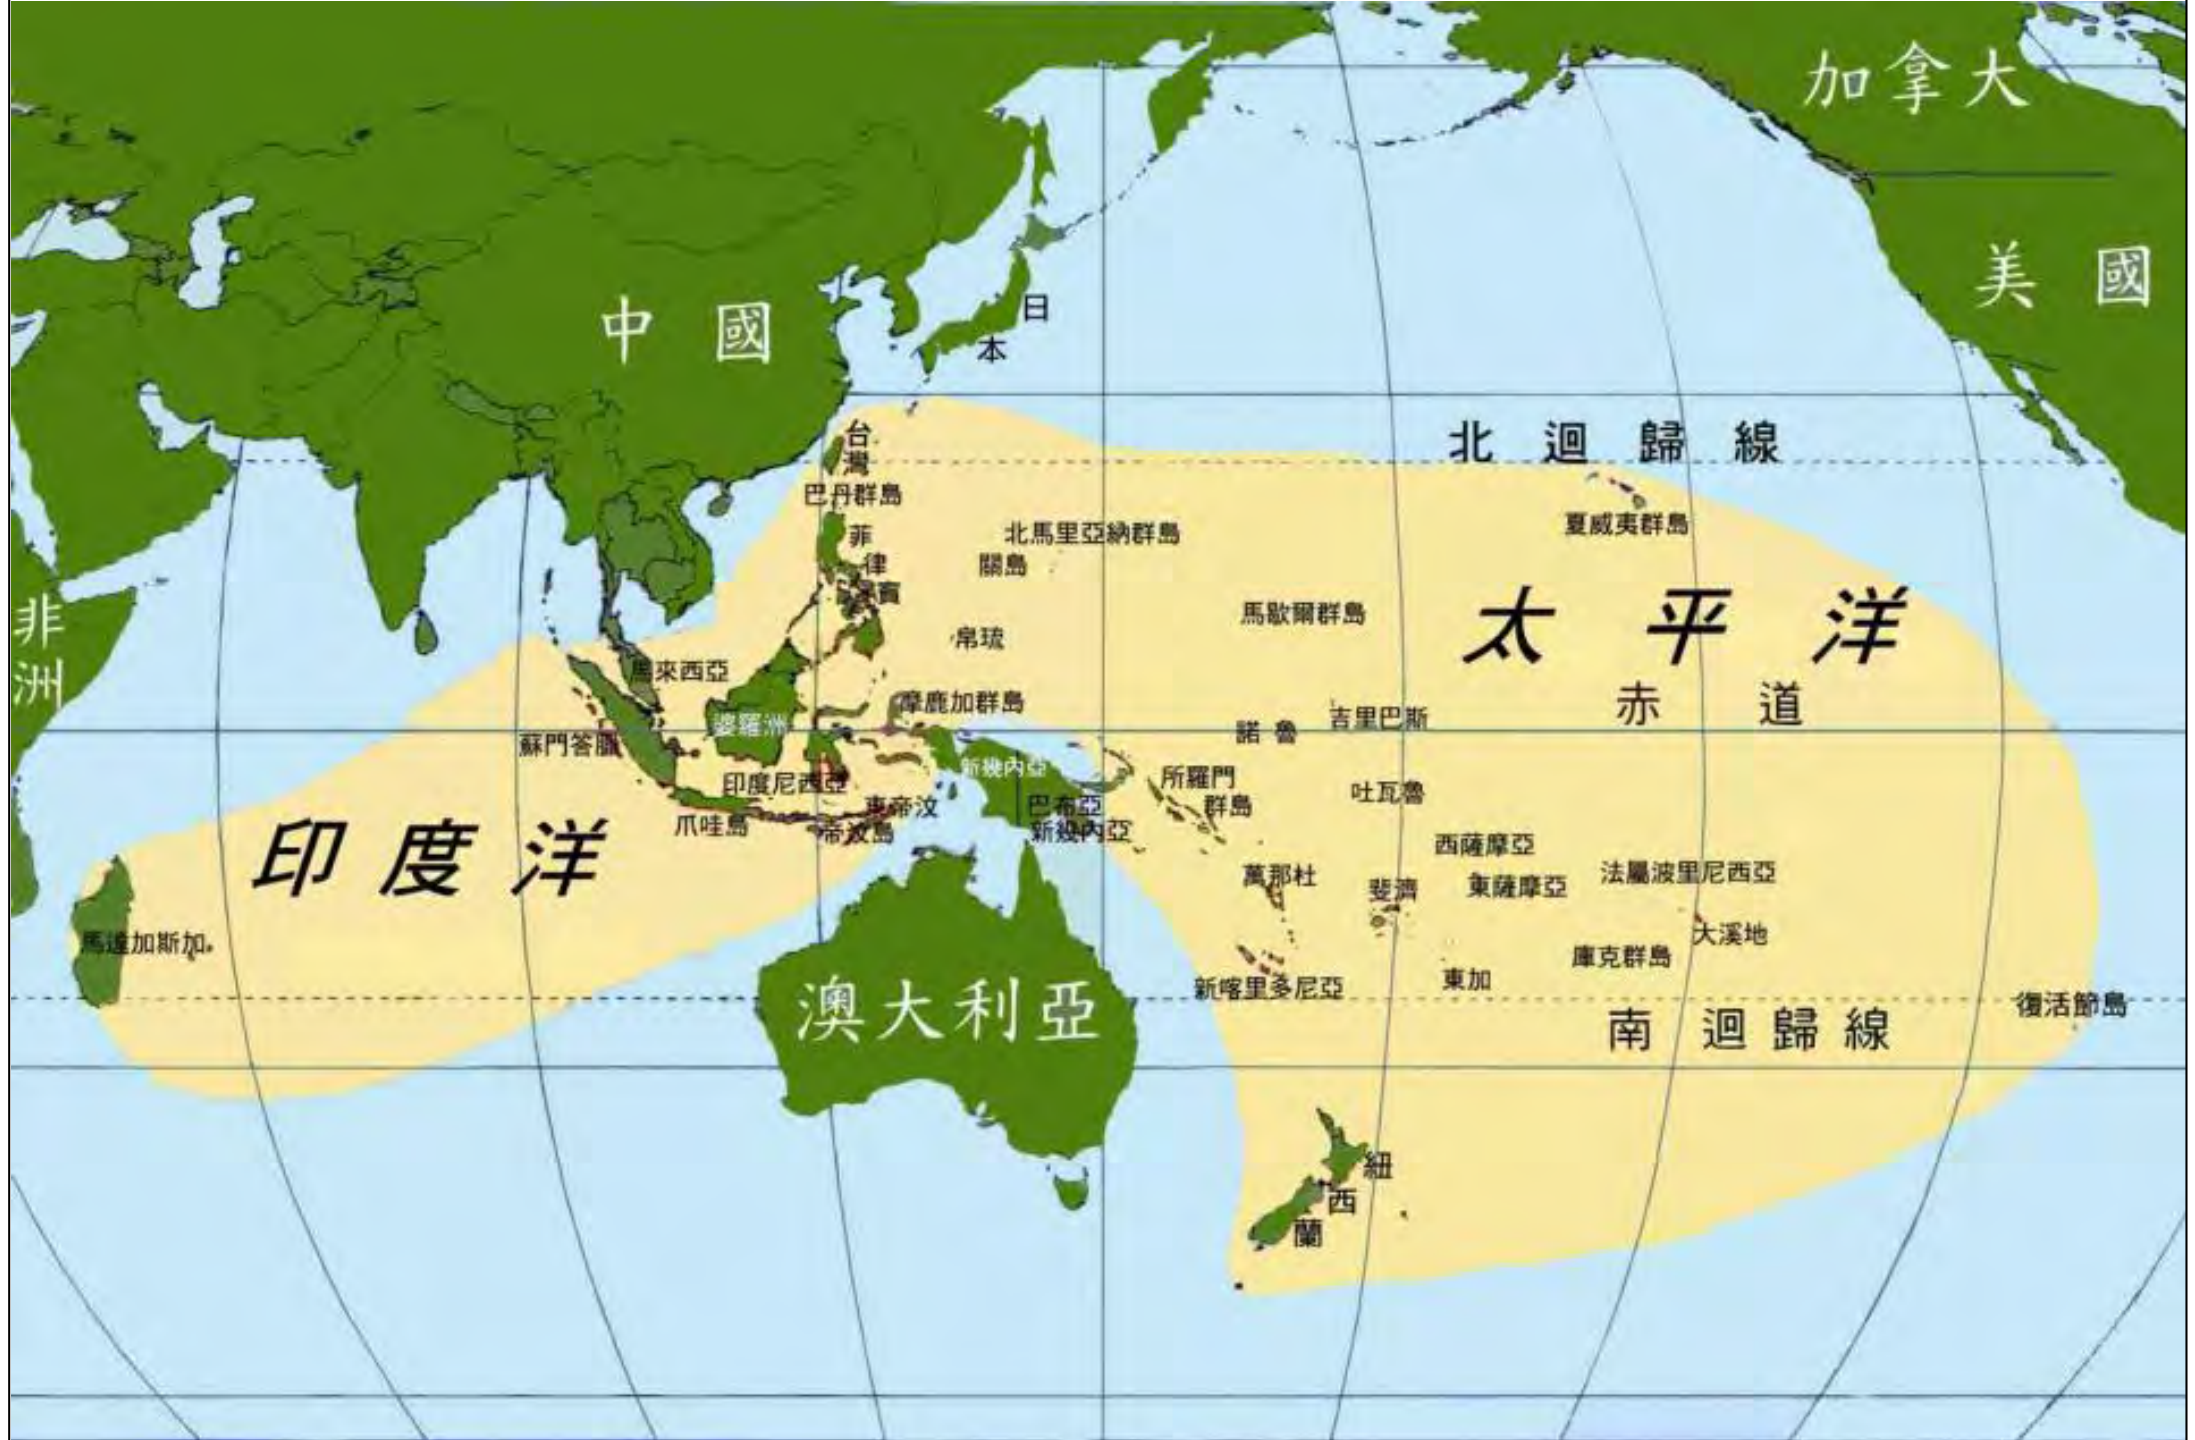 加拿大
美國
中國
日
本
台
灣
北迴歸線
巴丹群島
菲
律
賓
北馬里亞納群島
關島
夏威夷群島
非
洲
馬歇爾群島
太平洋
帛琉
馬來西亞
摩鹿加群島
赤道
吉里巴斯
諾魯
婆羅洲
蘇門答臘
新幾內亞
印度尼西亞
所羅門
群島
吐瓦魯
東帝汶
巴布亞
新幾內亞
爪哇島
帝汶島
印度洋
西薩摩亞
東薩摩亞
法屬波里尼西亞
萬那杜
斐濟
大溪地
馬達加斯加
庫克群島
東加
新喀里多尼亞
澳大利亞
復活節島
南迴歸線
紐
西
蘭